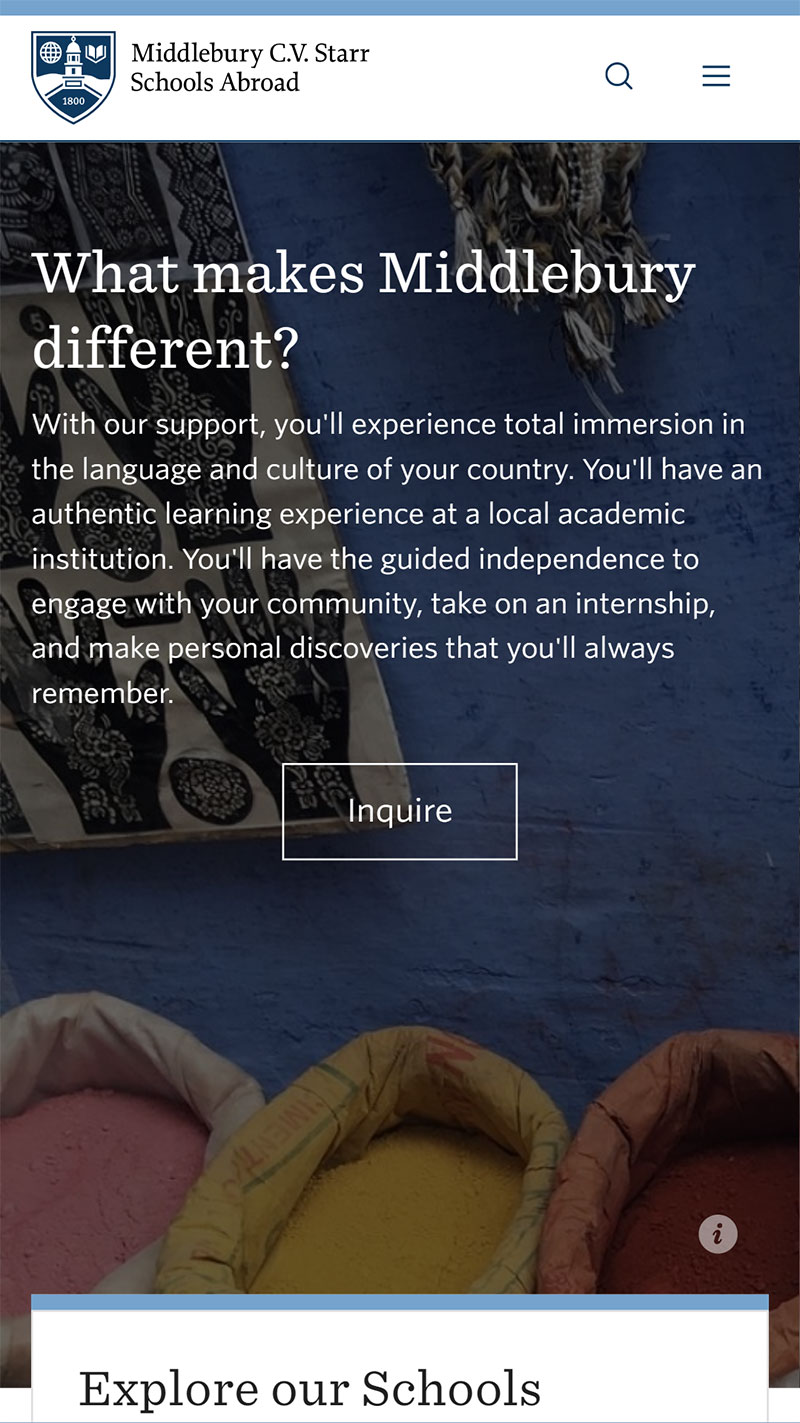 Middlebury C.V. Starr
Schools Abroad
1800
What makes Middlebury
different?
With our support, you'll experience total immersion in
the language and culture of your country. You'll have an
authentic learning experience at a local academic
institution. You'll have the guided independence to
engage with your community, take on an internship,
and make personal discoveries that you'll always
remember.
Inquire
i
Explore our Schools